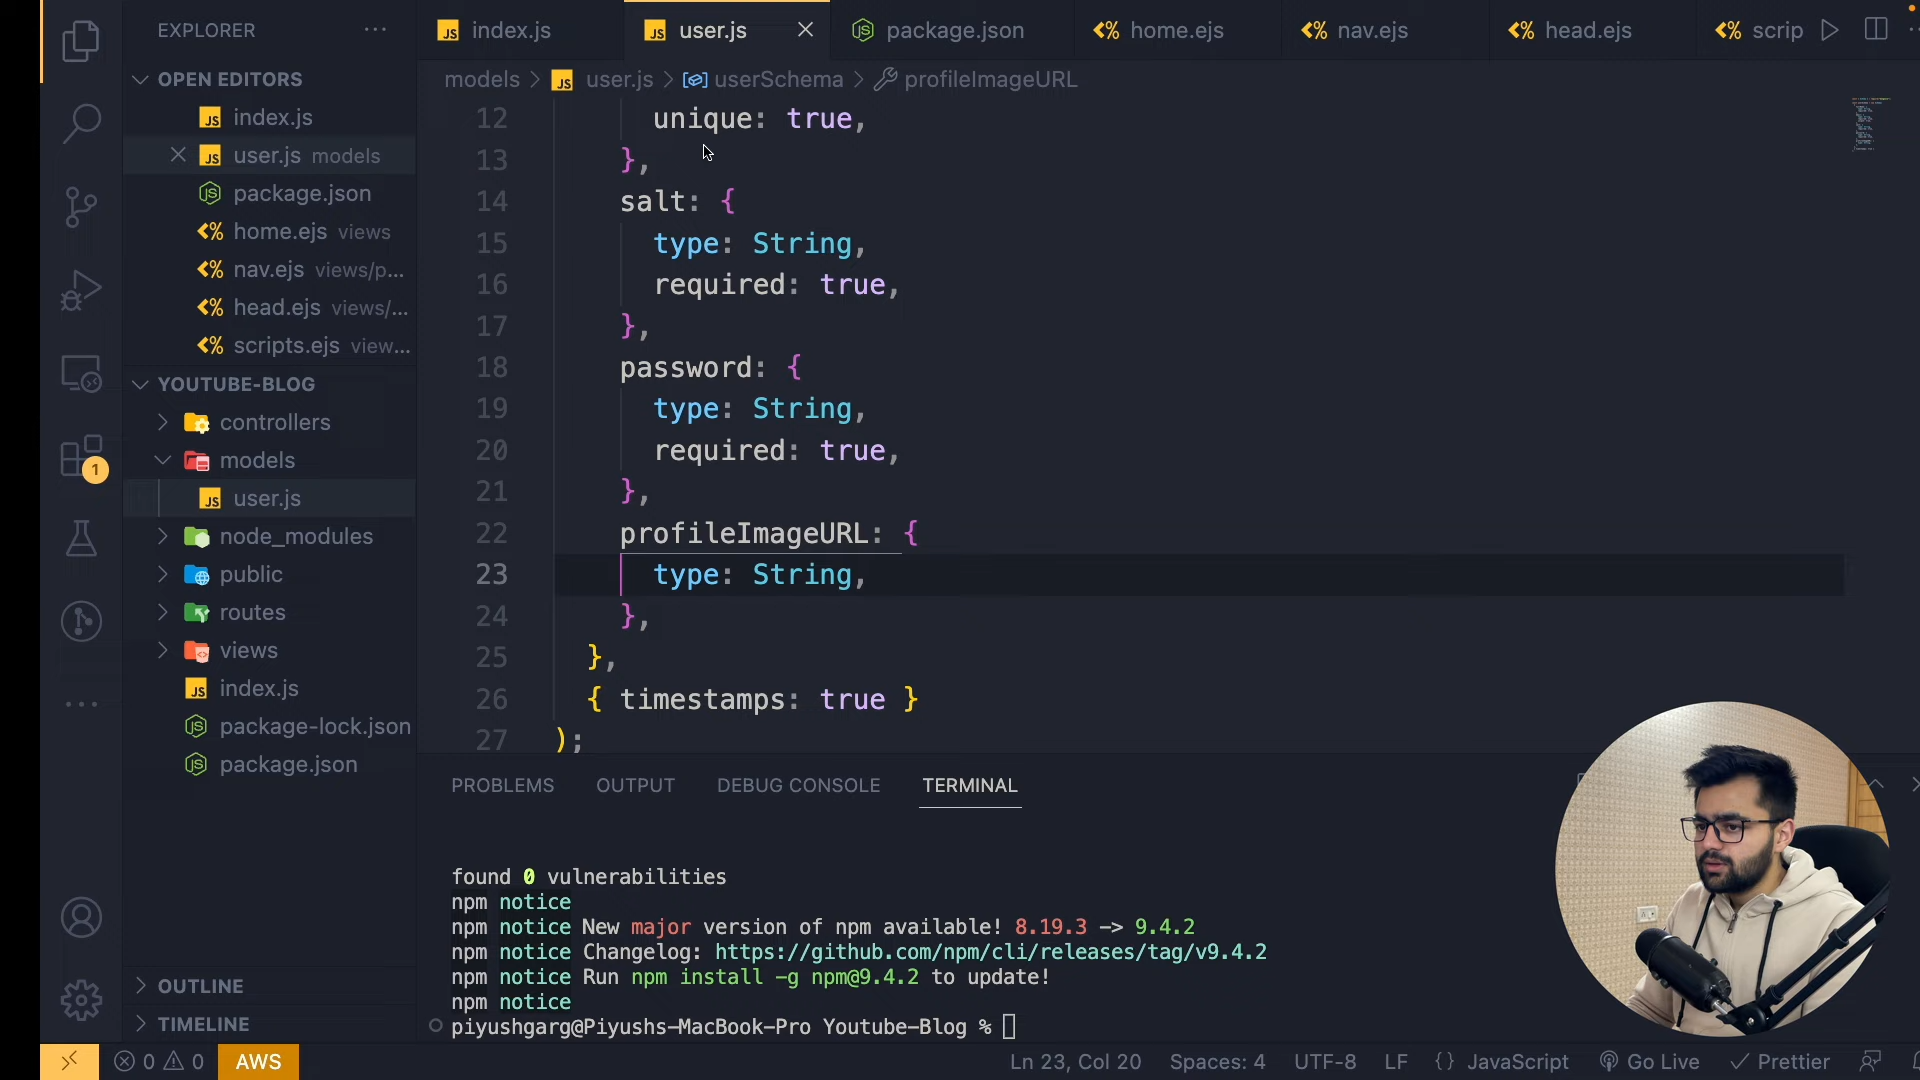 EXPLORER
index.js
user.js
package.json
home.ejs
nav.ejs
head.ejs
scrip
OPEN EDITORS
index.js
user.js models
package.json
home.ejs views
nav.ejs views/p...
head.ejs views/...
scripts.ejs view...
YOUTUBE-BLOG
controllers
models
user.js
node_modules
public
routes
views
index.js
package-lock.json
package.json
OUTLINE
TIMELINE
1
models > user.js > userSchema > profileImageURL
12 unique: true,
13 },
14 salt: {
15 type: String,
16 required: true,
17 },
18 password: {
19 type: String,
20 required: true,
21 },
22 profileImageURL: {
23 type: String,
24 },
25 },
26 { timestamps: true }
27 );
PROBLEMS OUTPUT DEBUG CONSOLE TERMINAL
found 0 vulnerabilities
npm notice
npm notice New major version of npm available! 8.19.3 -> 9.4.2
npm notice Changelog: https://github.com/npm/cli/releases/tag/v9.4.2
npm notice Run npm install -g npm@9.4.2 to update!
npm notice
piyushgarg@Piyushs-MacBook-Pro Youtube-Blog %
0 0 AWS Ln 23, Col 20 Spaces: 4 UTF-8 LF {} JavaScript Go Live Prettier